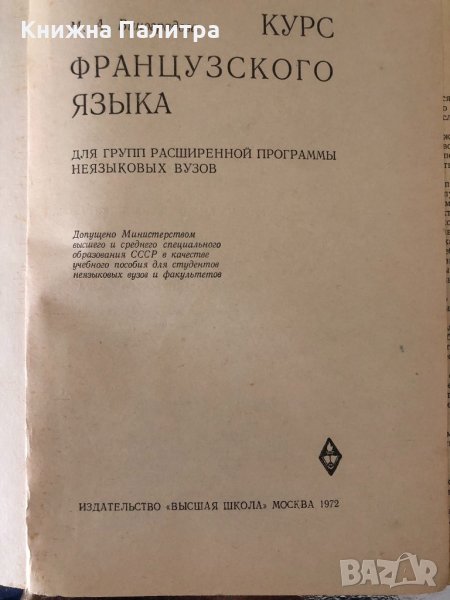 Книжна Палитра
КУРС
ФРАНЦУЗСКОГО
ЯЗЫКА
ДЛЯ ГРУПП РАСШИРЕННОЙ ПРОГРАММЫ
НЕЯЗЫКОВЫХ ВУЗОВ
Допущено Министерством
высшего и среднего специального
образования СССР в качестве
учебного пособия для студентов
неязыковых вузов и факультетов
ИЗДАТЕЛЬСТВО «ВЫСШАЯ ШКОЛА» МОСКВА 1972
BAZAR